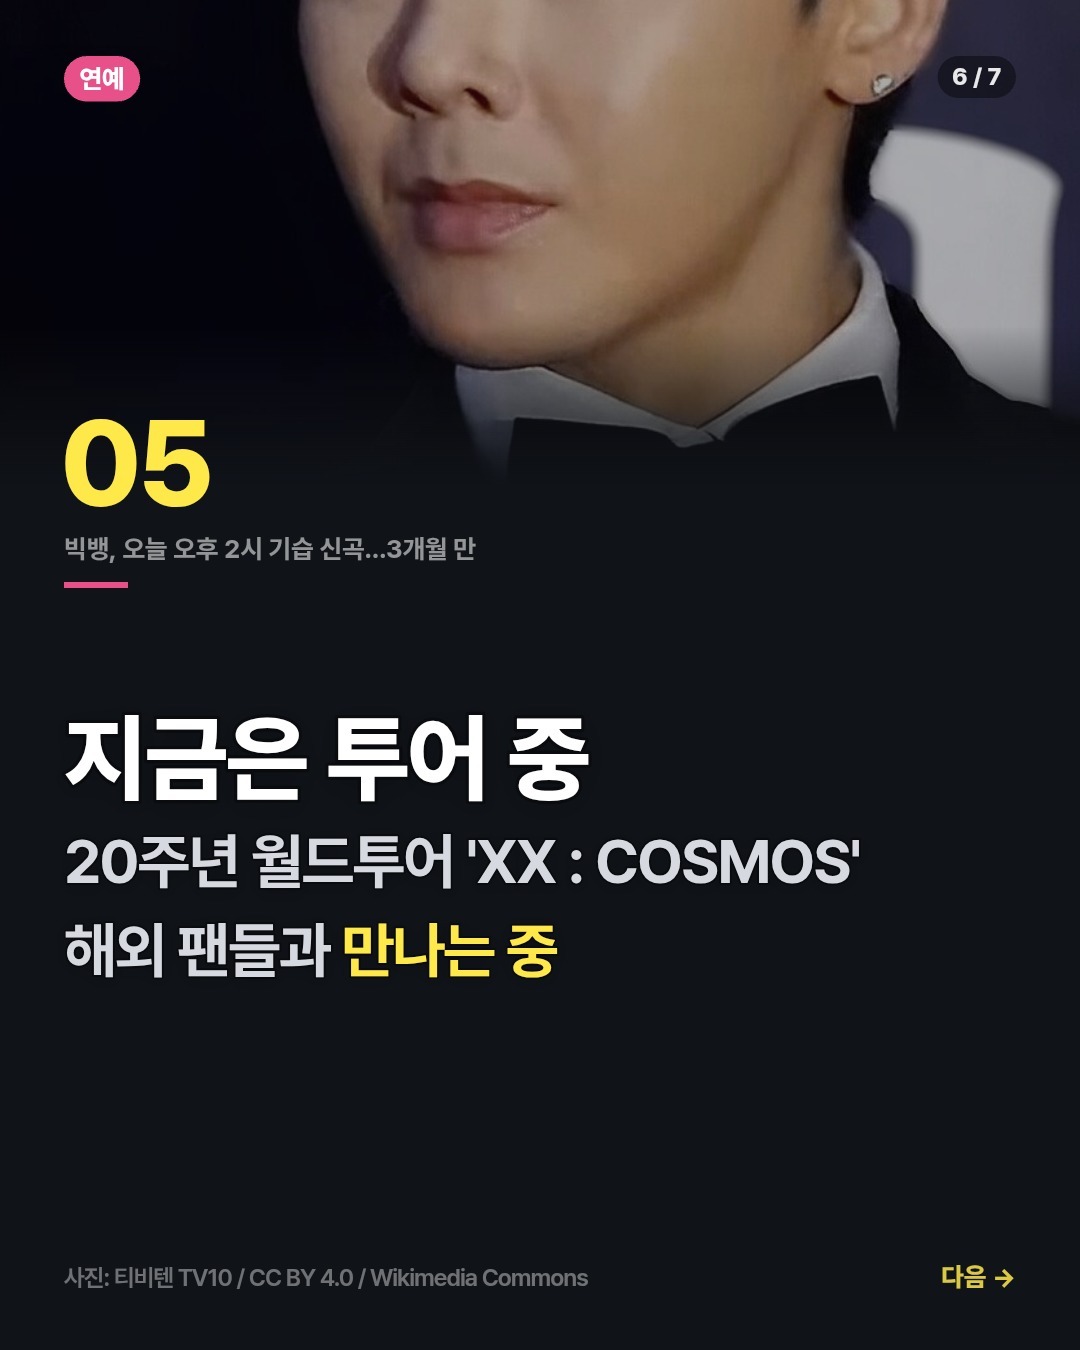 연예
6 / 7
05
빅뱅, 오늘 오후 2시 기습 신곡...3개월 만
지금은 투어 중
20주년 월드투어 'XX : COSMOS'
해외 팬들과 만나는 중
사진: 티비텐 TV10 / CC BY 4.0 / Wikimedia Commons
다음 →